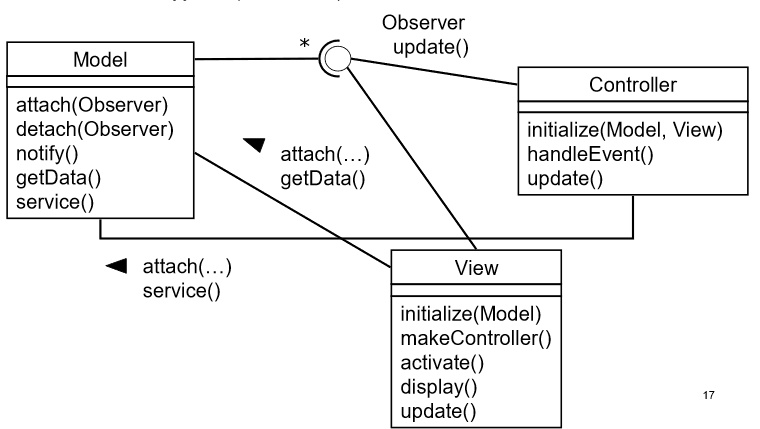 Observer
update()
*
Model
attach(Observer)
detach(Observer)
notify()
getData()
service()
Controller
initialize(Model, View)
handleEvent()
update()
attach(…)
getData()
attach(…)
service()
View
initialize(Model)
makeController()
activate()
display()
update()
17